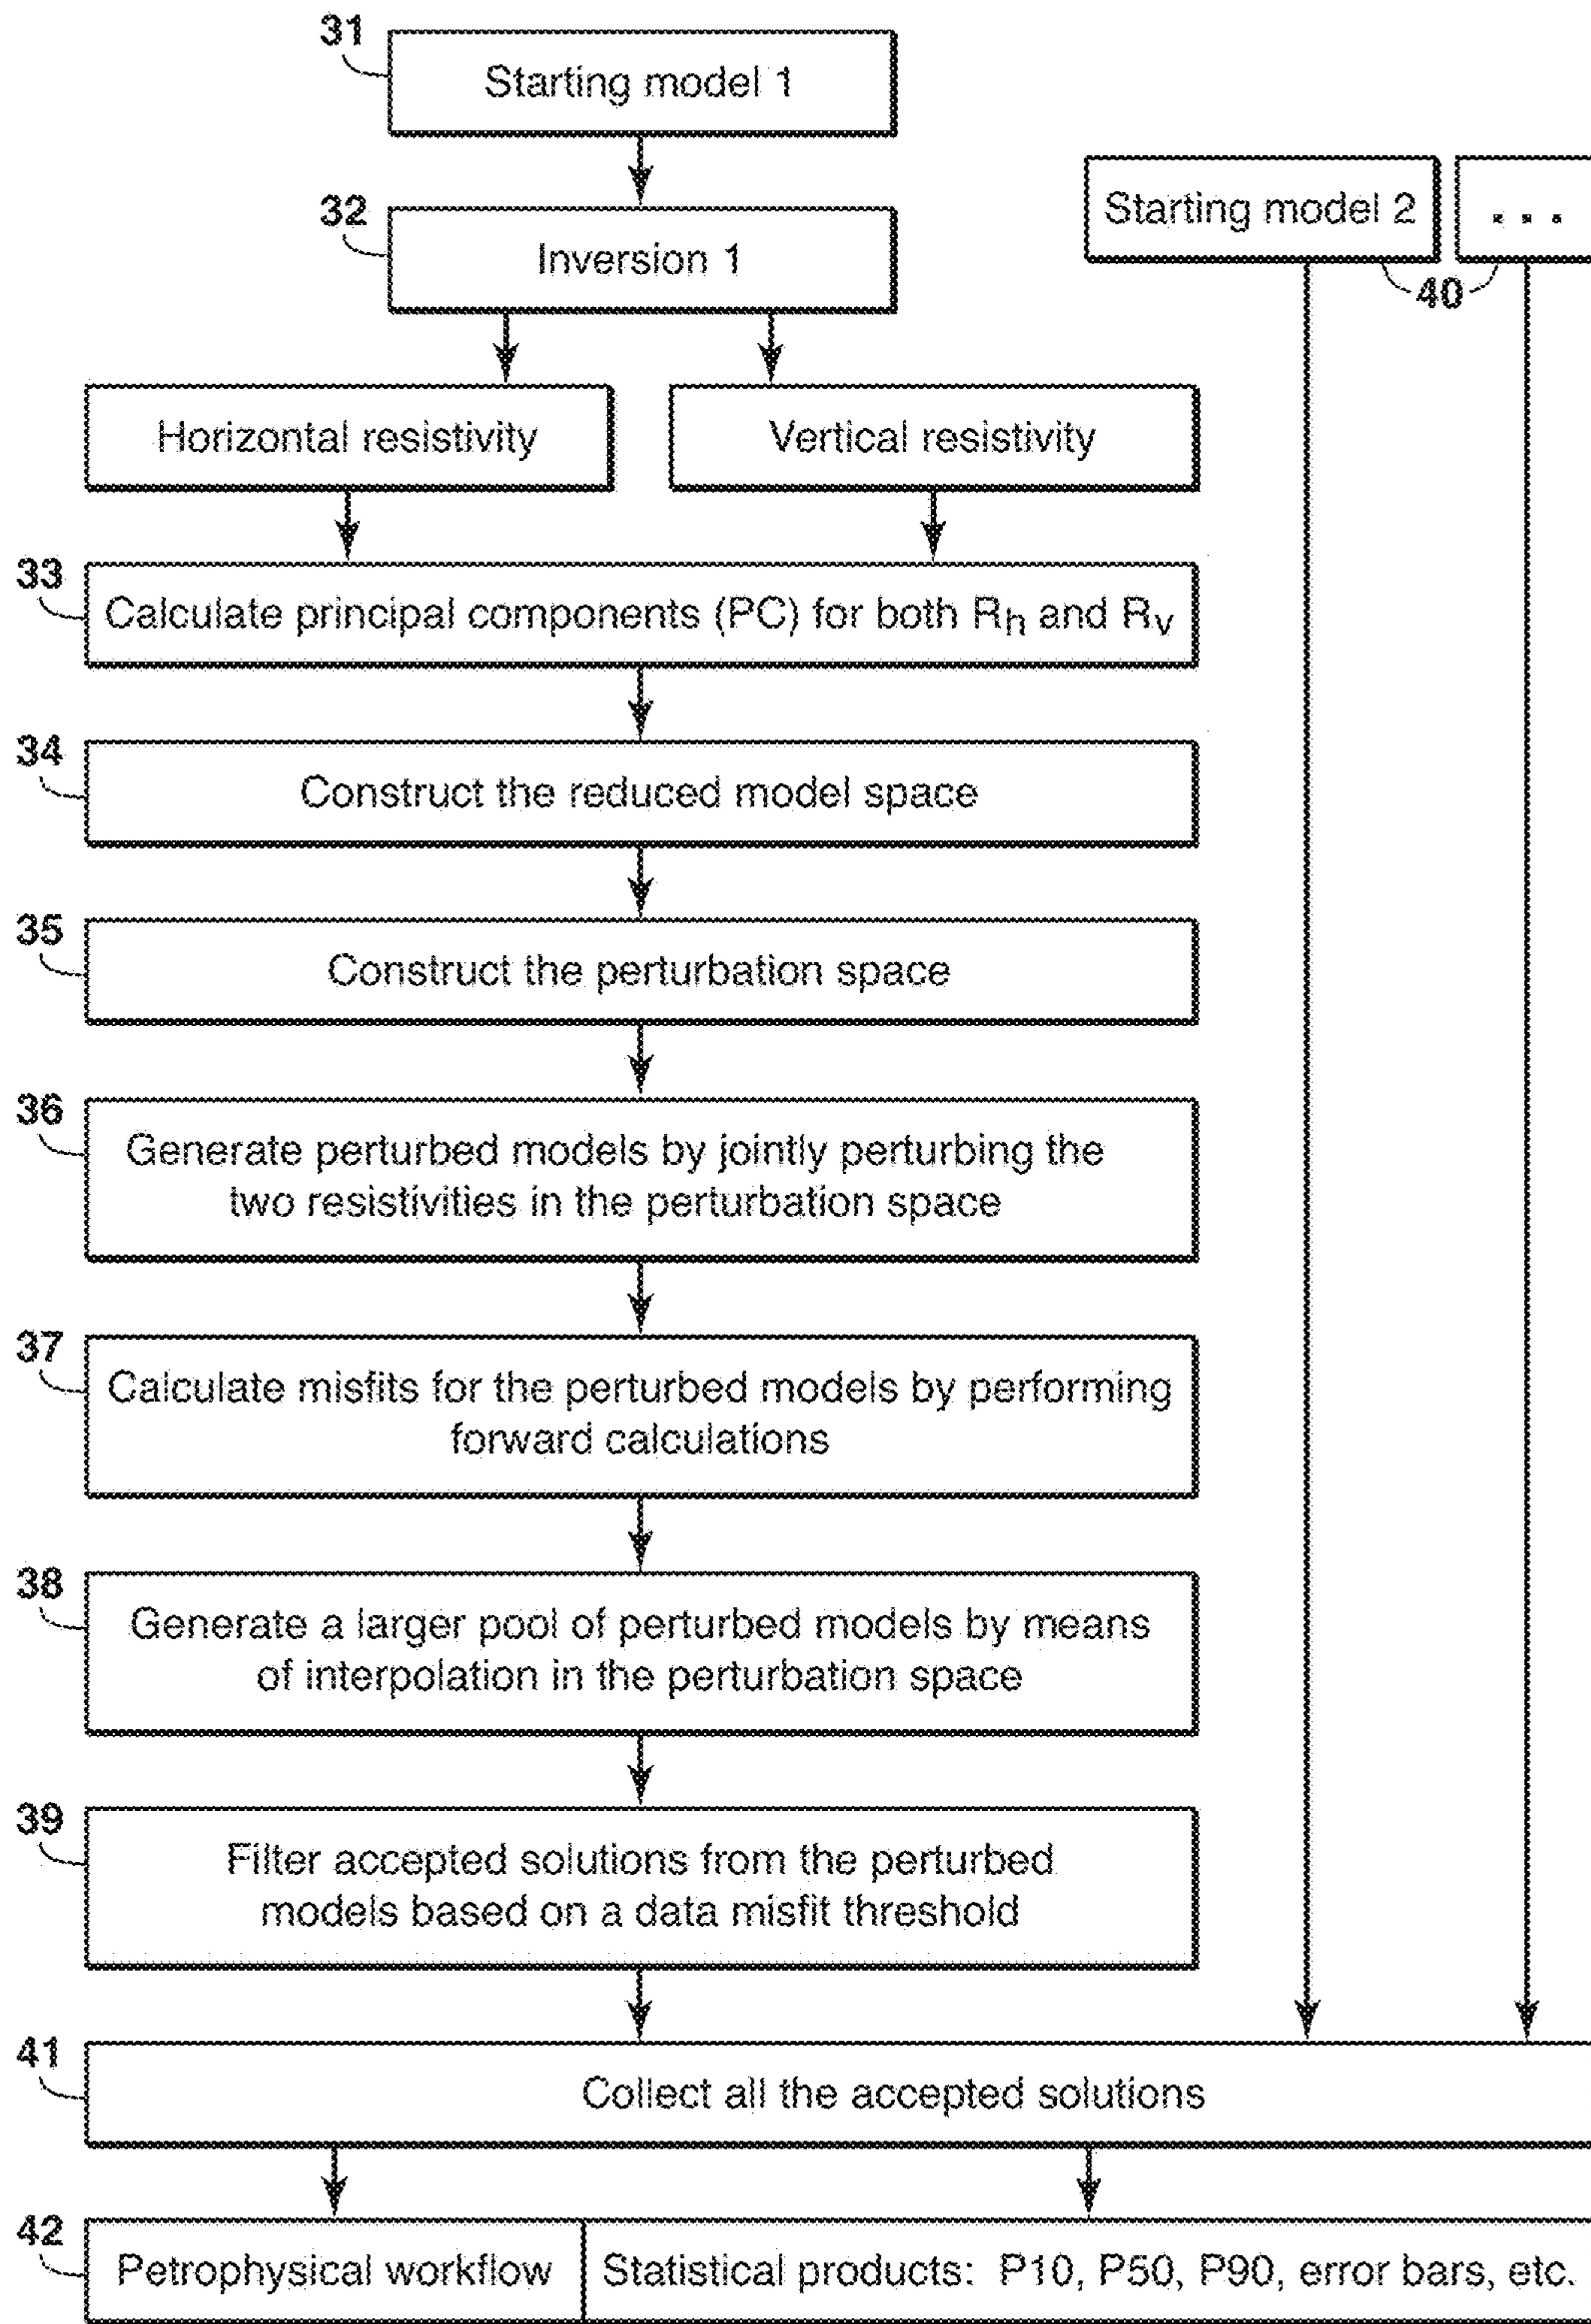 31
Starting model 1
32
Inversion 1
Starting model 2
...
40
Horizontal resistivity
Vertical resistivity
33
Calculate principal components (PC) for both Rh and Rv
34
Construct the reduced model space
35
Construct the perturbation space
36
Generate perturbed models by jointly perturbing the
two resistivities in the perturbation space
37
Calculate misfits for the perturbed models by performing
forward calculations
38
Generate a larger pool of perturbed models by means
of interpolation in the perturbation space
39
Filter accepted solutions from the perturbed
models based on a data misfit threshold
41
Collect all the accepted solutions
42
Petrophysical workflow
Statistical products: P10, P50, P90, error bars, etc.